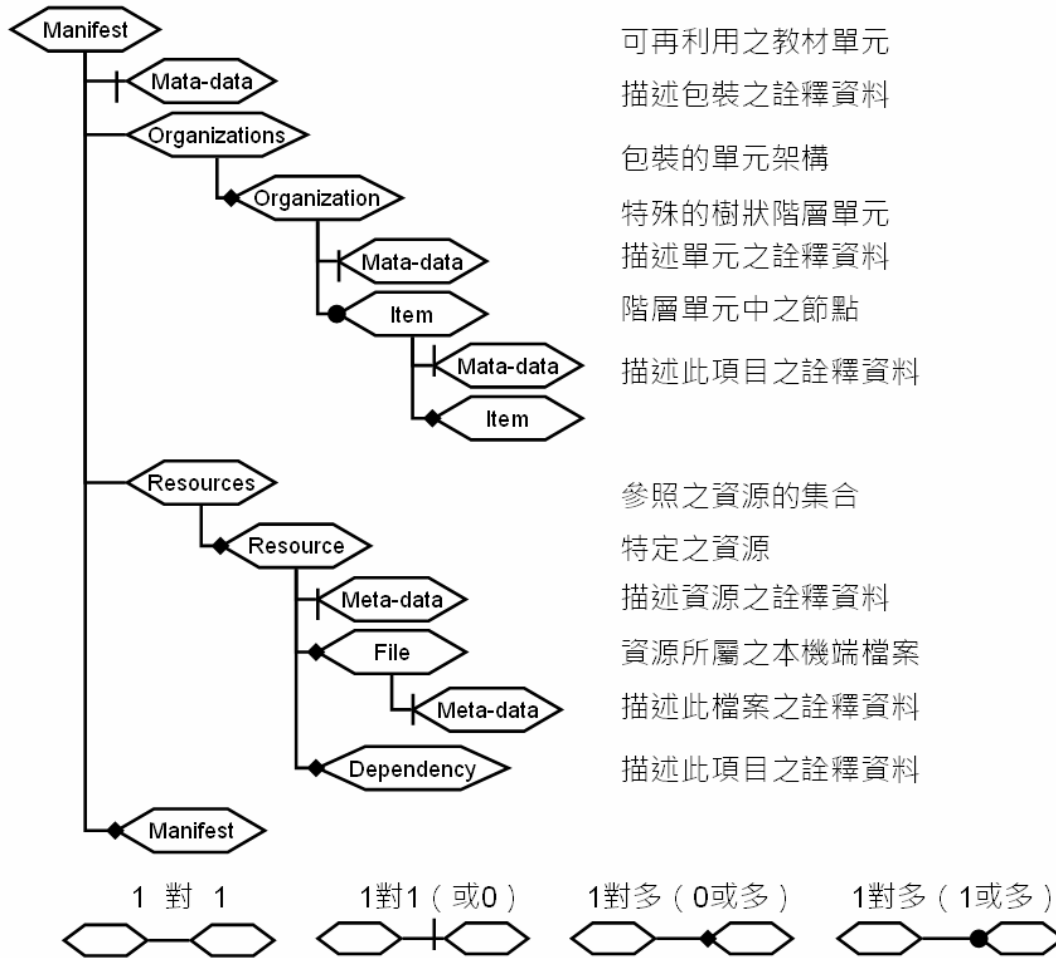 Manifest
可再利用之教材單元
Mata-data
描述包裝之詮釋資料
Organizations
包裝的單元架構
Organization
特殊的樹狀階層單元
Mata-data
描述單元之詮釋資料
Item
階層單元中之節點
Mata-data
描述此項目之詮釋資料
Item
Resources
參照之資源的集合
Resource
特定之資源
Meta-data
描述資源之詮釋資料
File
資源所屬之本機端檔案
Meta-data
描述此檔案之詮釋資料
Dependency
描述此項目之詮釋資料
Manifest
1 對 1
1對1(或0)
1對多(0或多)
1對多(1或多)